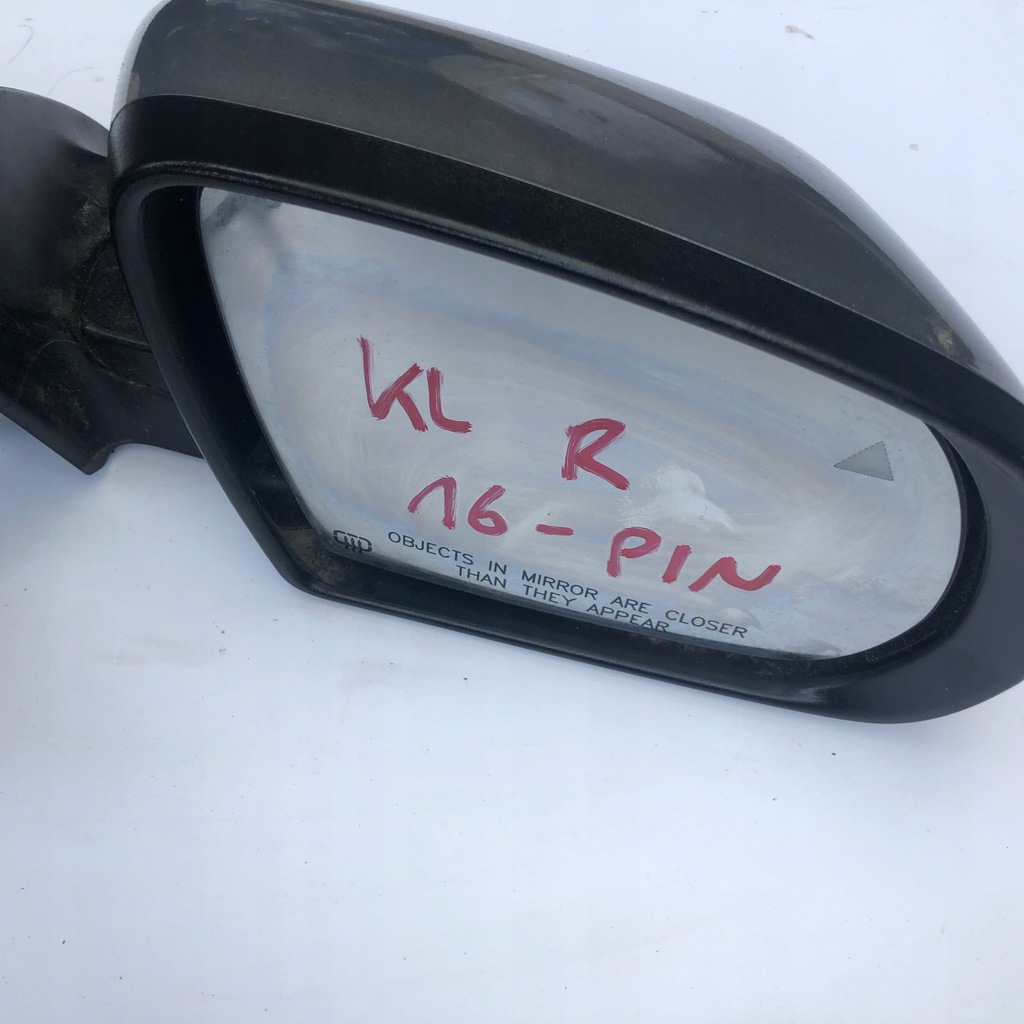 KL R
16-PIN
OBJECTS IN MIRROR ARE CLOSER
THAN THEY APPEAR